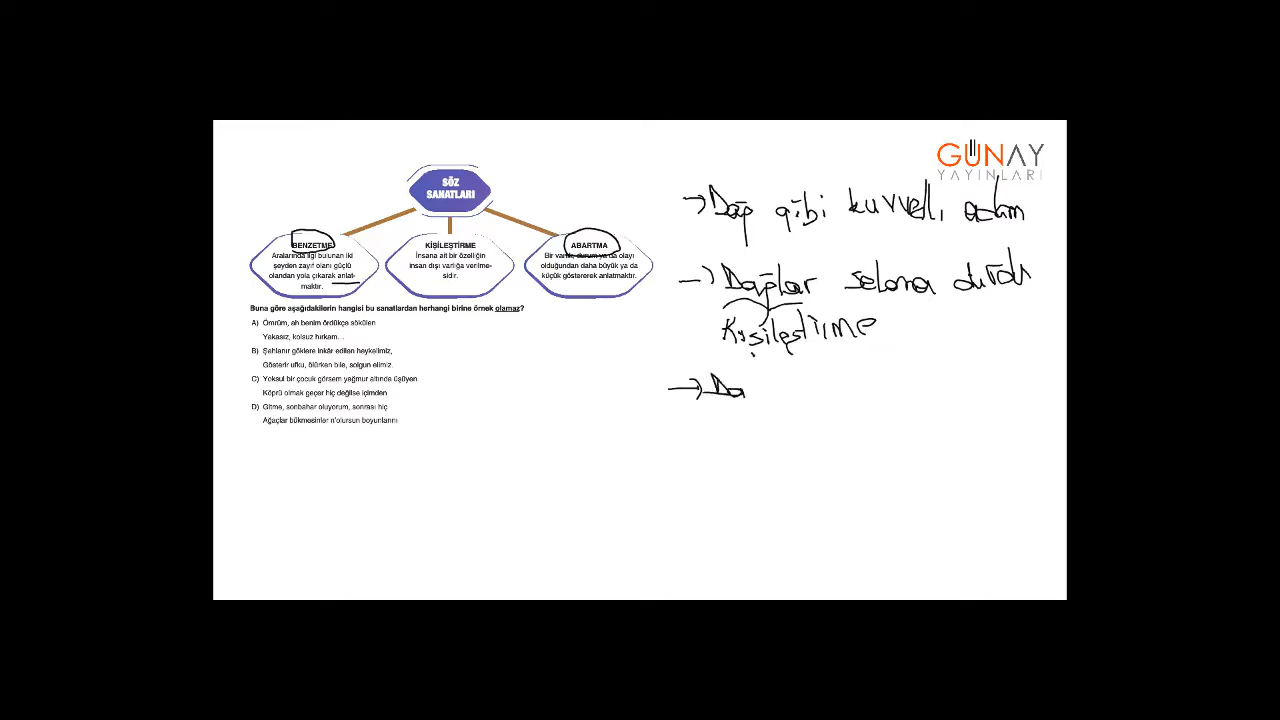 SÖZ
SANATLARI
BENZETME
Aralarında ilgi bulunan iki
şeyden zayıf olanı güçlü
olandan yola çıkarak anlat-
maktır.
KİŞİLEŞTİRME
İnsana ait bir özelliğin
insan dışı varlığa verilme-
sidir.
ABARTMA
Bir varlık, durum ya da olayı
olduğundan daha büyük ya da
küçük göstererek anlatmaktır.
Buna göre aşağıdakilerin hangisi bu sanatlardan herhangi birine örnek olamaz?
A) Ömrüm, ah benim ördükçe sökülen
Yakasız, kolsuz hırkam...
B) Şahlanır göklere inkâr edilen heykelimiz,
Gösterir ufku, ölürken bile, solgun elimiz.
C) Yoksul bir çocuk görsem yağmur altında üşüyen
Köprü olmak geçer hiç değilse içimden
D) Gitme, sonbahar oluyorum, sonrası hiç
Ağaçlar bükmesinler n'olursun boyunlarını
GÜNAY
YAYINLARI
→ Dağ gibi kuvvetli adam
→ Dağlar selama durdu
Kişileştirme
→ Da